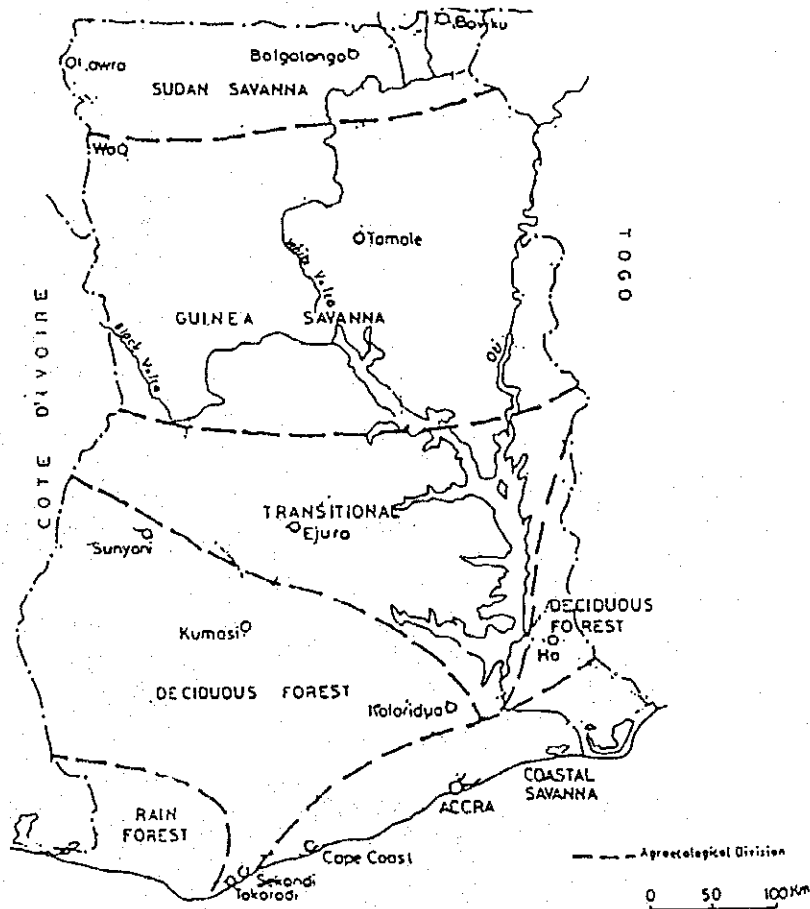 Bawku
Bolgatanga
Lawra
SUDAN SAVANNA
Wa
Tamale
White Volta
TOGO
COTE D'IVOIRE
GUINEA SAVANNA
Black Volta
Oti
TRANSITIONAL
Ejura
Sunyani
DECIDUOUS
FOREST
Ho
Kumasi
DECIDUOUS FOREST
Koforidua
COASTAL
SAVANNA
ACCRA
RAIN
FOREST
Cape Coast
Sekondi
Takoradi
Agroecological Division
0 50 100 Km